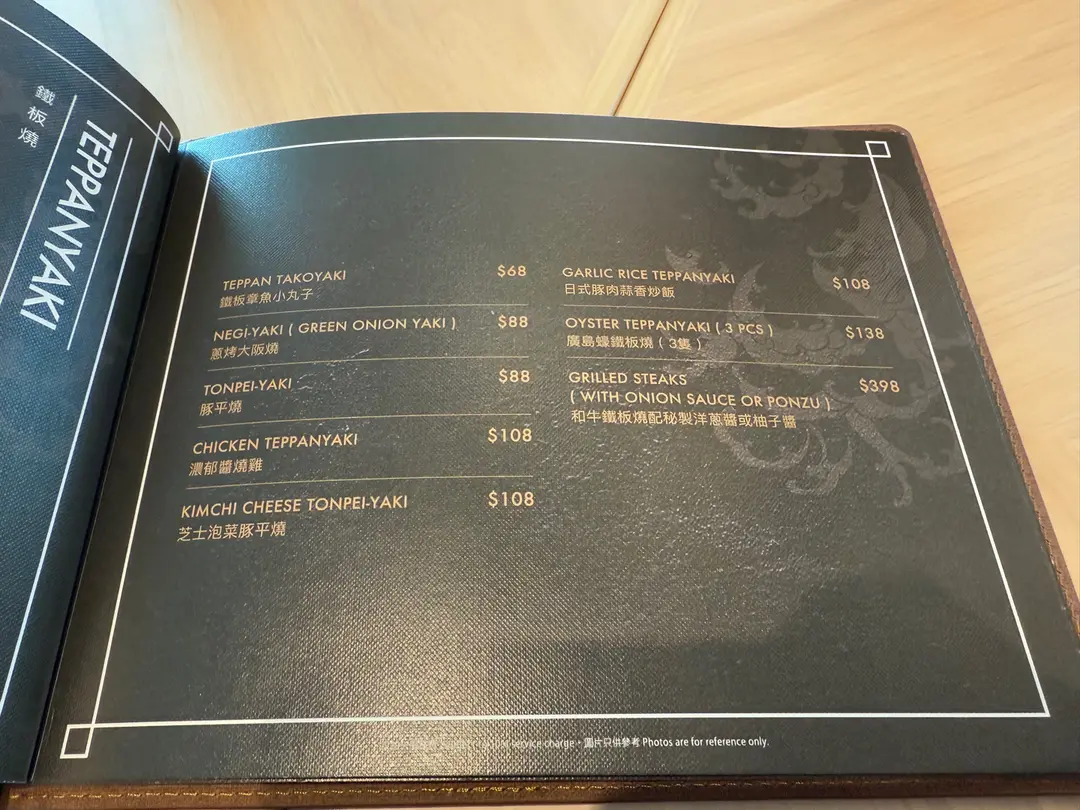 鐵板燒
TEPPANYAKI
TEPPAN TAKOYAKI $68
鐵板章魚小丸子
NEGI-YAKI ( GREEN ONION YAKI ) $88
蔥烤大阪燒
TONPEI-YAKI $88
豚平燒
CHICKEN TEPPANYAKI $108
濃郁醬燒雞
KIMCHI CHEESE TONPEI-YAKI $108
芝士泡菜豚平燒
GARLIC RICE TEPPANYAKI $108
日式豚肉蒜香炒飯
OYSTER TEPPANYAKI ( 3 PCS ) $138
廣島蠔鐵板燒 ( 3隻 )
GRILLED STEAKS $398
( WITH ONION SAUCE OR PONZU )
和牛鐵板燒配秘製洋蔥醬或柚子醬
service charge · 圖片只供參考 Photos are for reference only.